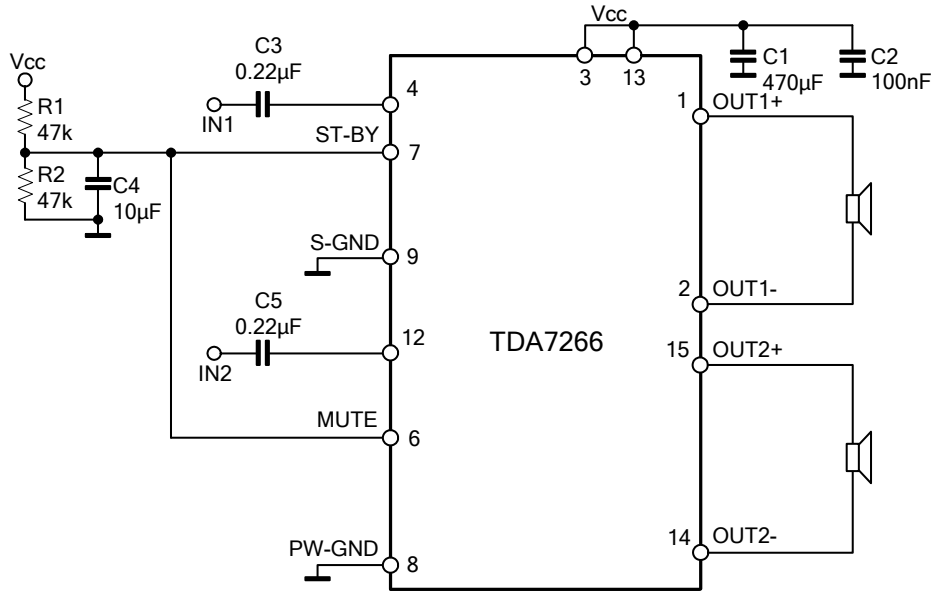 Vcc
C3
0.22µF
Vcc
C1
470µF
C2
100nF
3
13
4
IN1
R1
47k
ST-BY
7
1
OUT1+
R2
47k
C4
10µF
S-GND
9
2
OUT1-
C5
0.22µF
12
IN2
TDA7266
15
OUT2+
MUTE
6
PW-GND
8
14
OUT2-